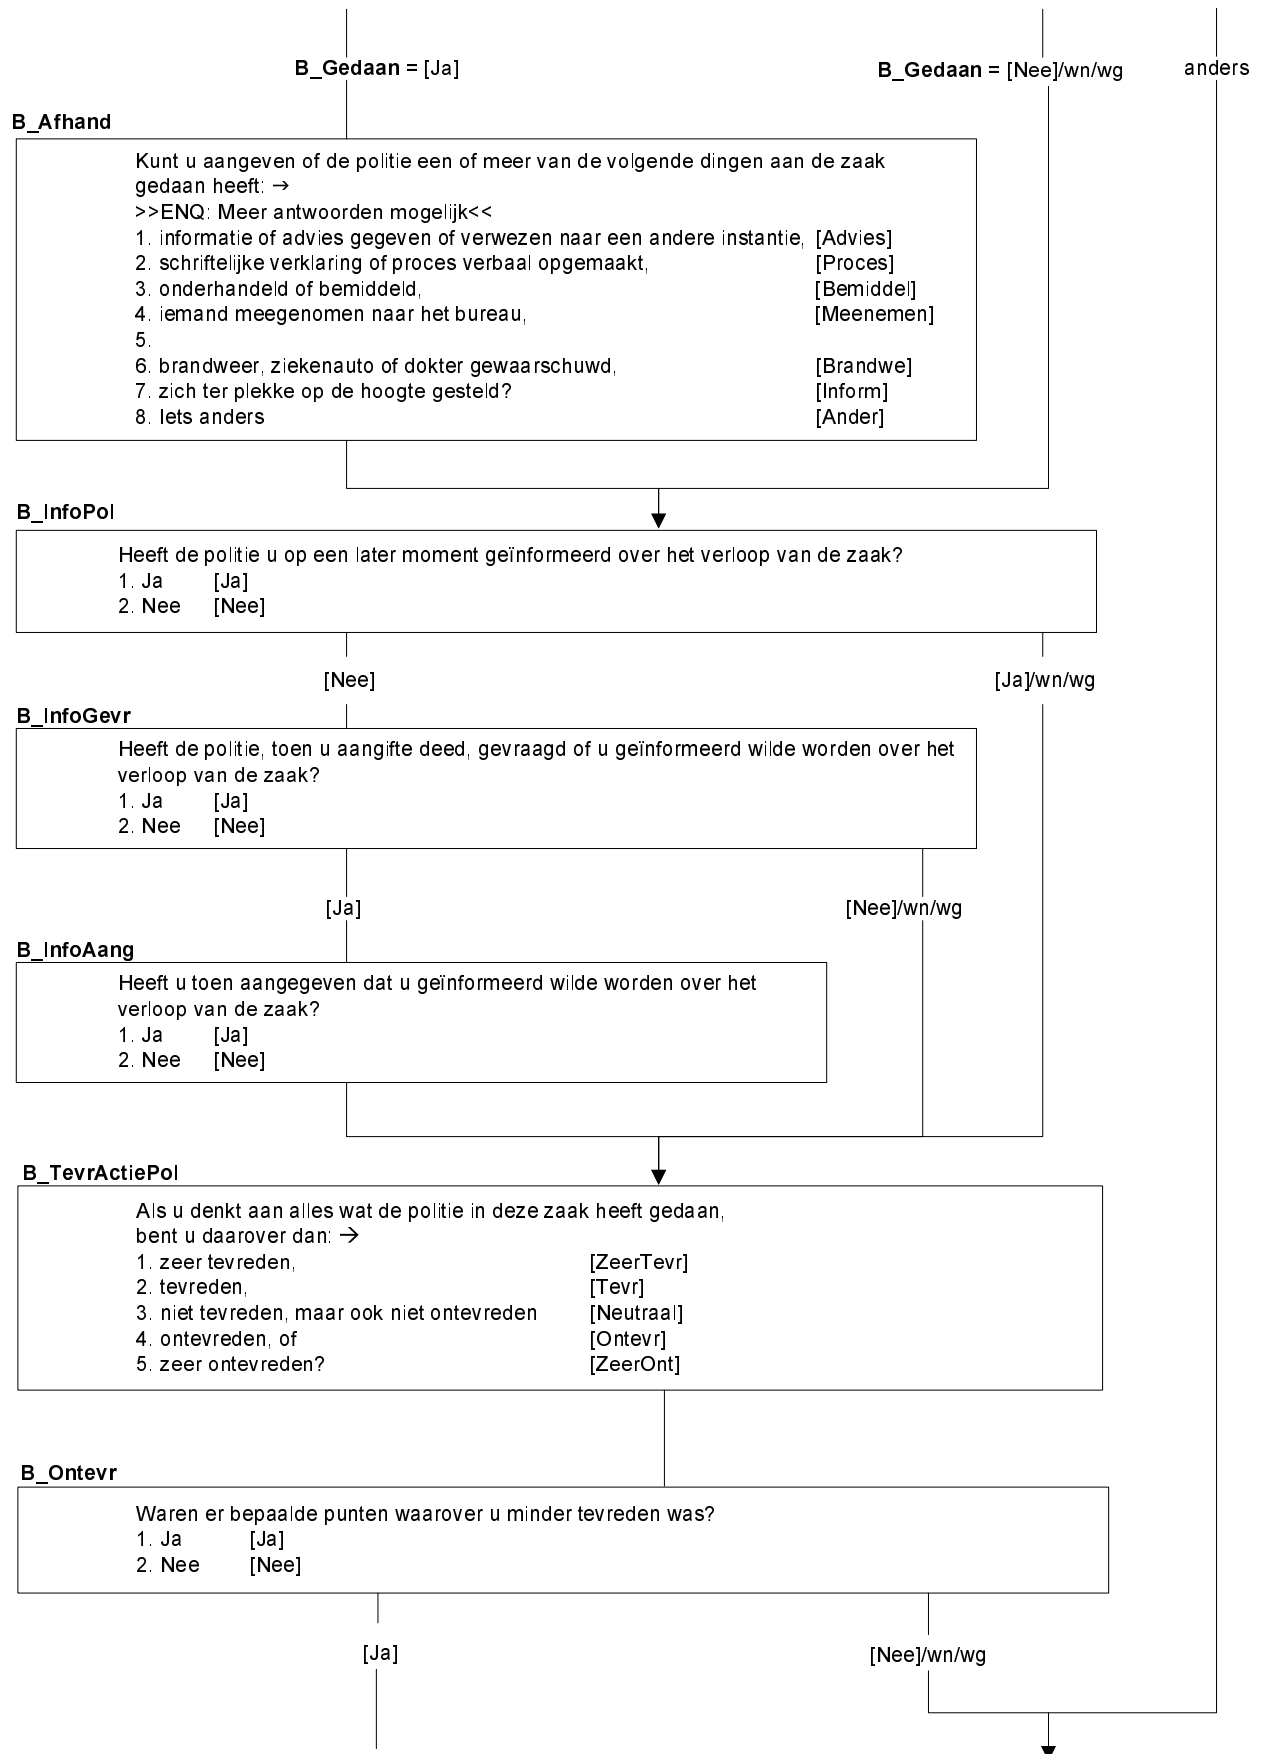 B_Gedaan = [Ja]
B_Gedaan = [Nee]/wn/wg
anders
B_Afhand
Kunt u aangeven of de politie een of meer van de volgende dingen aan de zaak
gedaan heeft: →
>>ENQ: Meer antwoorden mogelijk<<
1. informatie of advies gegeven of verwezen naar een andere instantie, [Advies]
2. schriftelijke verklaring of proces verbaal opgemaakt, [Proces]
3. onderhandeld of bemiddeld, [Bemiddel]
4. iemand meegenomen naar het bureau, [Meenemen]
5.
6. brandweer, ziekenauto of dokter gewaarschuwd, [Brandwe]
7. zich ter plekke op de hoogte gesteld? [Inform]
8. Iets anders [Ander]
B_InfoPol
Heeft de politie u op een later moment geïnformeerd over het verloop van de zaak?
1. Ja [Ja]
2. Nee [Nee]
[Nee]
[Ja]/wn/wg
B_InfoGevr
Heeft de politie, toen u aangifte deed, gevraagd of u geïnformeerd wilde worden over het
verloop van de zaak?
1. Ja [Ja]
2. Nee [Nee]
[Ja]
[Nee]/wn/wg
B_InfoAang
Heeft u toen aangegeven dat u geïnformeerd wilde worden over het
verloop van de zaak?
1. Ja [Ja]
2. Nee [Nee]
B_TevrActiePol
Als u denkt aan alles wat de politie in deze zaak heeft gedaan,
bent u daarover dan: →
1. zeer tevreden, [ZeerTevr]
2. tevreden, [Tevr]
3. niet tevreden, maar ook niet ontevreden [Neutraal]
4. ontevreden, of [Ontevr]
5. zeer ontevreden? [ZeerOnt]
B_Ontevr
Waren er bepaalde punten waarover u minder tevreden was?
1. Ja [Ja]
2. Nee [Nee]
[Ja]
[Nee]/wn/wg